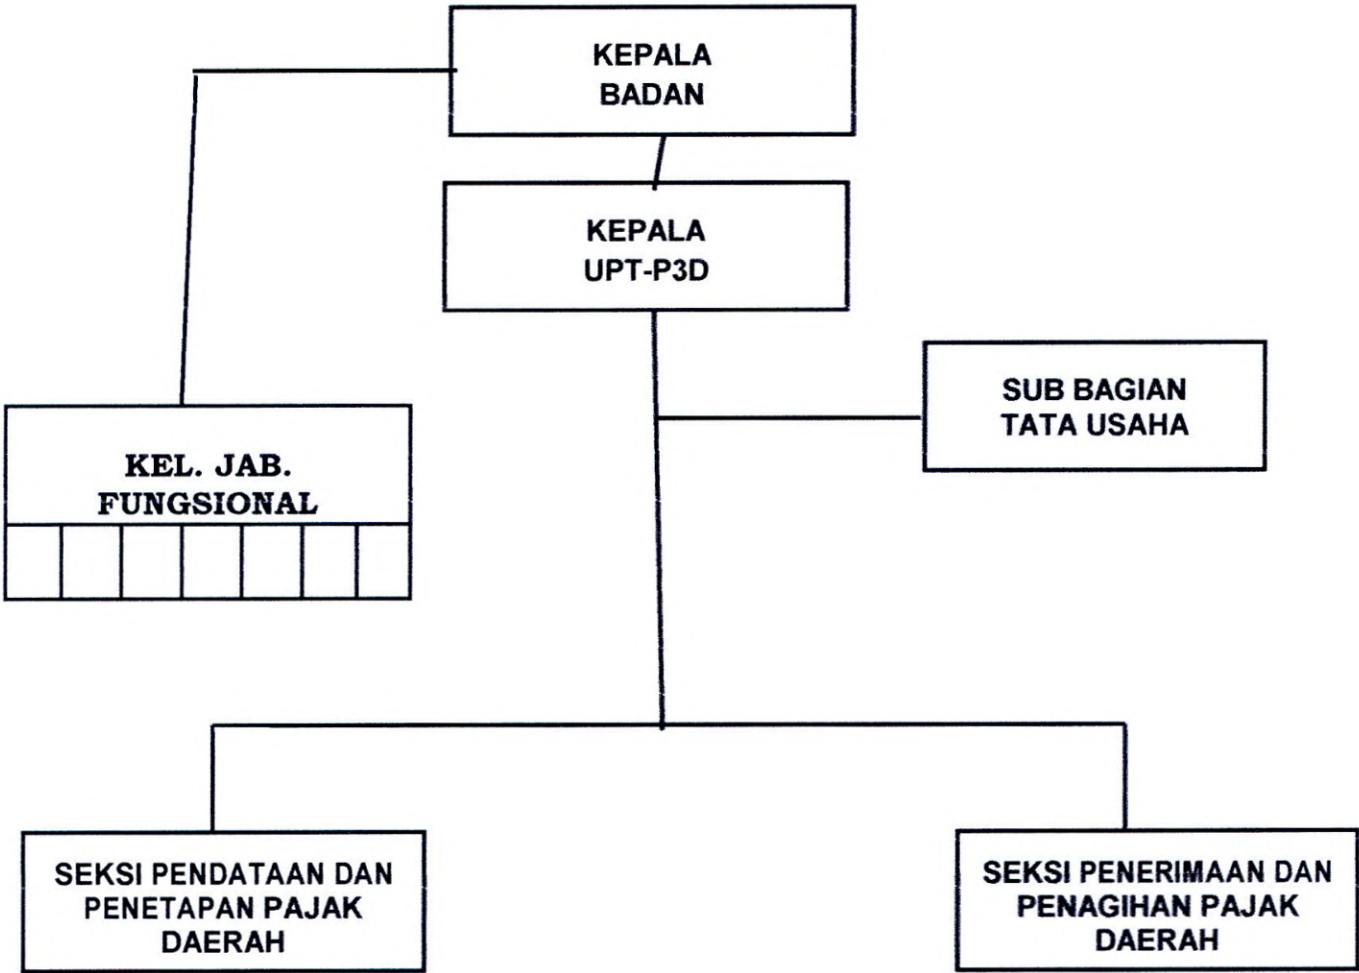 KEPALA
BADAN
KEPALA
UPT-P3D
SUB BAGIAN
TATA USAHA
KEL. JAB.
FUNGSIONAL
SEKSI PENDATAAN DAN
PENETAPAN PAJAK
DAERAH
SEKSI PENERIMAAN DAN
PENAGIHAN PAJAK
DAERAH